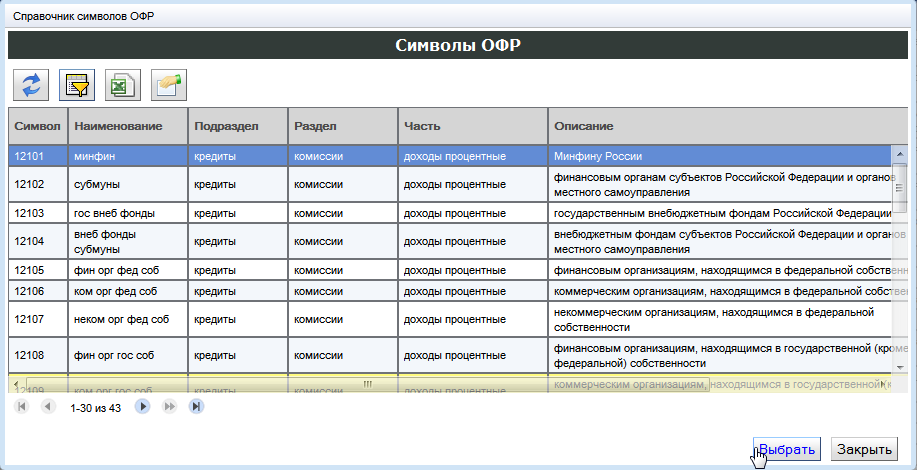 Справочник символов ОФР
Символы ОФР
Символ Наименование Подраздел Раздел Часть Описание
12101 минфин кредиты комиссии доходы процентные Минфину России
12102 субмуны кредиты комиссии доходы процентные финансовым органам субъектов Российской Федерации и органов
местного самоуправления
12103 гос внеб фонды кредиты комиссии доходы процентные государственным внебюджетным фондам Российской Федерации
12104 внеб фонды
субмуны кредиты комиссии доходы процентные внебюджетным фондам субъектов Российской Федерации и органов
местного самоуправления
12105 фин орг фед соб кредиты комиссии доходы процентные финансовым организациям, находящимся в федеральной собственн
12106 ком орг фед соб кредиты комиссии доходы процентные коммерческим организациям, находящимся в федеральной собствен
12107 неком орг фед соб кредиты комиссии доходы процентные некоммерческим организациям, находящимся в федеральной
собственности
12108 фин орг гос соб кредиты комиссии доходы процентные финансовым организациям, находящимся в государственной (кроме
федеральной) собственности
12109 ком орг гос соб кредиты комиссии доходы процентные коммерческим организациям, находящимся в государственной (к
1-30 из 43
Выбрать Закрыть